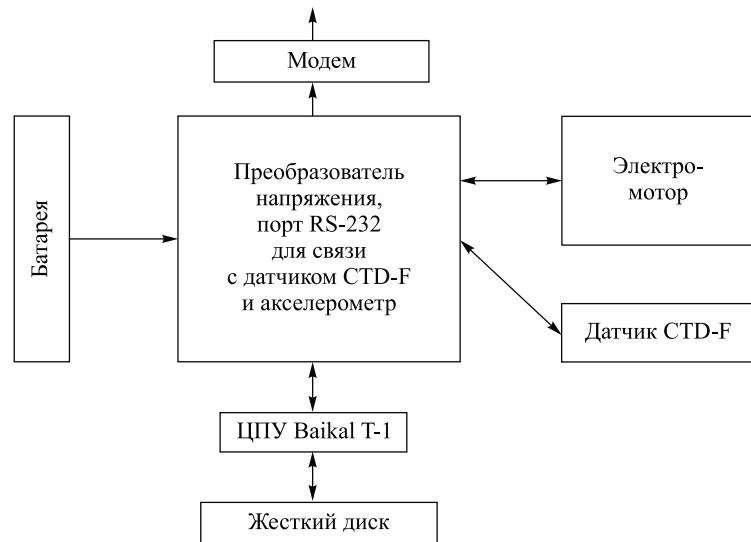 Модем
Батарея
Преобразователь
напряжения,
порт RS-232
для связи
с датчиком CTD-F
и акселерометр
Электро-
мотор
Датчик CTD-F
ЦПУ Baikal T-1
Жесткий диск